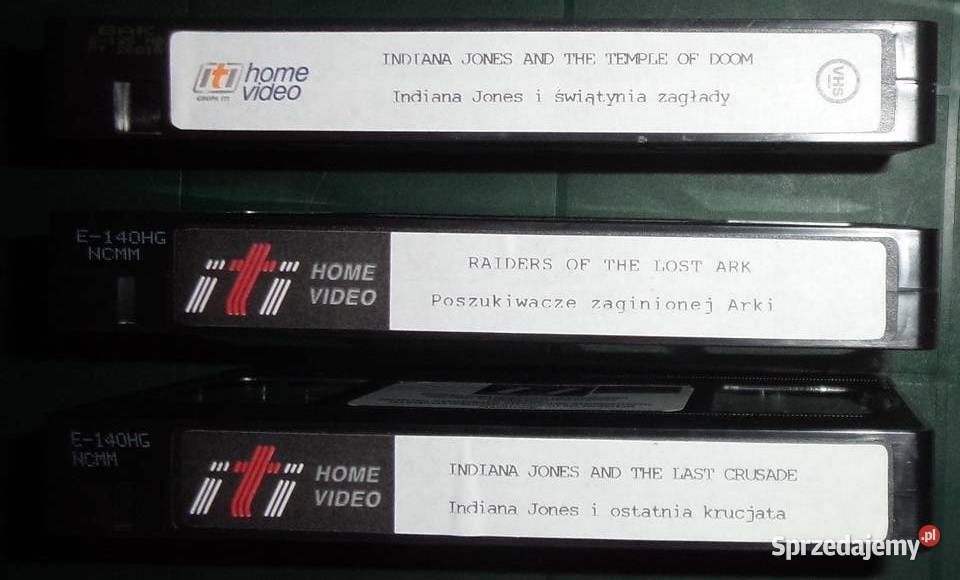 iti home
video
GRUPA ITI
INDIANA JONES AND THE TEMPLE OF DOOM
Indiana Jones i świątynia zagłady
VHS
E-140HG
NCMM
iti HOME
VIDEO
RAIDERS OF THE LOST ARK
Poszukiwacze zaginionej Arki
E-140HG
NCMM
iti HOME
VIDEO
INDIANA JONES AND THE LAST CRUSADE
Indiana Jones i ostatnia krucjata
Sprzedajemy.pl